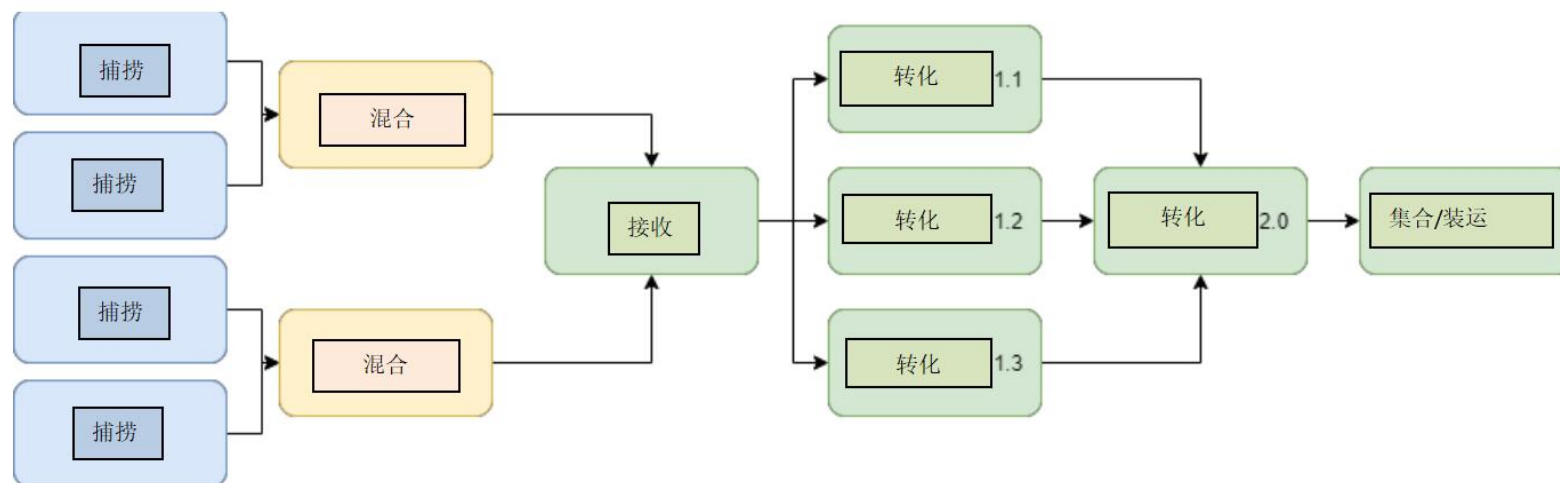 捕捞
捕捞
捕捞
捕捞
混合
混合
接收
转化 1.1
转化 1.2
转化 1.3
转化 2.0
集合/装运